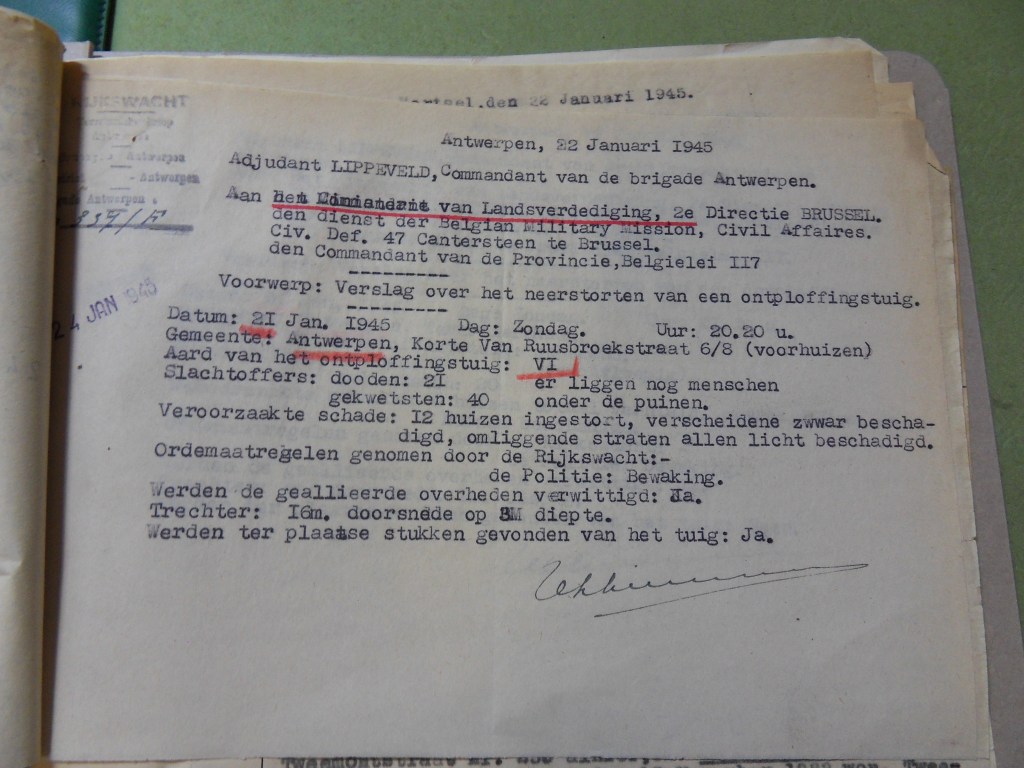 RIJKSWACHT
Antwerpen
- Antwerpen
Antwerpen :
24 JAN 1945
den 22 Januari 1945.
Antwerpen, 22 Januari I945
Adjudant LIPPEVELD, Commandant van de brigade Antwerpen.
Aan van Landsverdediging, 2e Directie BRUSSEL.
den dienst der Belgian Military Mission, Civil Affaires.
Civ. Def. 47 Cantersteen te Brussel.
den Commandant van de Provincie, Belgielei II7
----------
Voorwerp: Verslag over het neerstorten van een ontploffingstuig.
----------
Datum: 2I Jan. I945 Dag: Zondag. Uur: 20.20 u.
Gemeente: Antwerpen, Korte Van Ruusbroekstraat 6/8 (voorhuizen)
Aard van het ontploffingstuig: VI
Slachtoffers: dooden: 2I er liggen nog menschen
gekwetsten: 40 onder de puinen.
Veroorzaakte schade: I2 huizen ingestort, verscheidene zwwar bescha-
digd, omliggende straten allen licht beschadigd.
Ordemaatregelen genomen door de Rijkswacht:-
de Politie: Bewaking.
Werden de geallieerde overheden verwittigd: Ja.
Trechter: I6m. doorsnede op 3M diepte.
Werden ter plaatse stukken gevonden van het tuig: Ja.